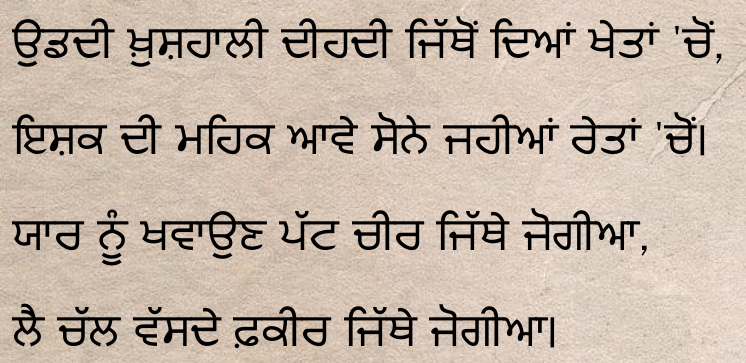 ਉਡਦੀ ਖ਼ੁਸ਼ਹਾਲੀ ਦੀਹਦੀ ਜਿੱਥੋਂ ਦਿਆਂ ਖੇਤਾਂ 'ਚੋਂ,
ਇਸ਼ਕ ਦੀ ਮਹਿਕ ਆਵੇ ਸੋਨੇ ਜਹੀਆਂ ਰੇਤਾਂ 'ਚੋਂ।
ਯਾਰ ਨੂੰ ਖਵਾਉਣ ਪੱਟ ਚੀਰ ਜਿੱਥੇ ਜੋਗੀਆ,
ਲੈ ਚੱਲ ਵੱਸਦੇ ਫ਼ਕੀਰ ਜਿੱਥੇ ਜੋਗੀਆ।